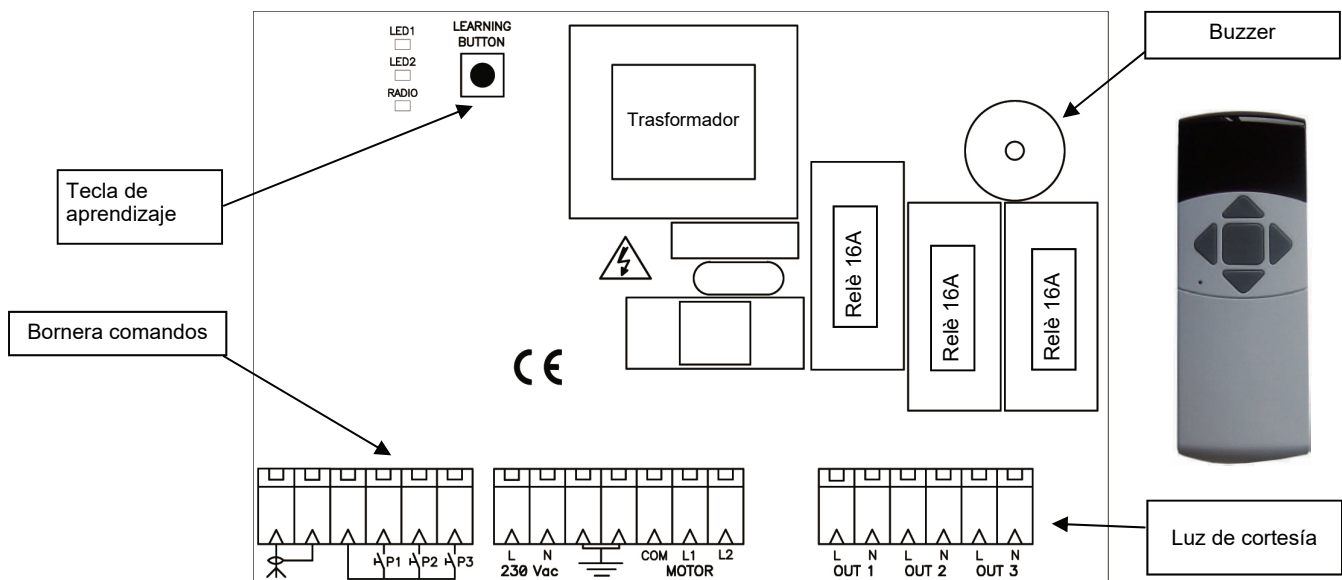 LED1
LED2
RADIO
LEARNING
BUTTON
Trasformador
Buzzer
Tecla de
aprendizaje
Relè 16A
Relè 16A
Relè 16A
Bornera comandos
CE
P1 P2 P3
L N COM L1 L2
230 Vac MOTOR
L N L N L N
OUT 1 OUT 2 OUT 3
Luz de cortesía